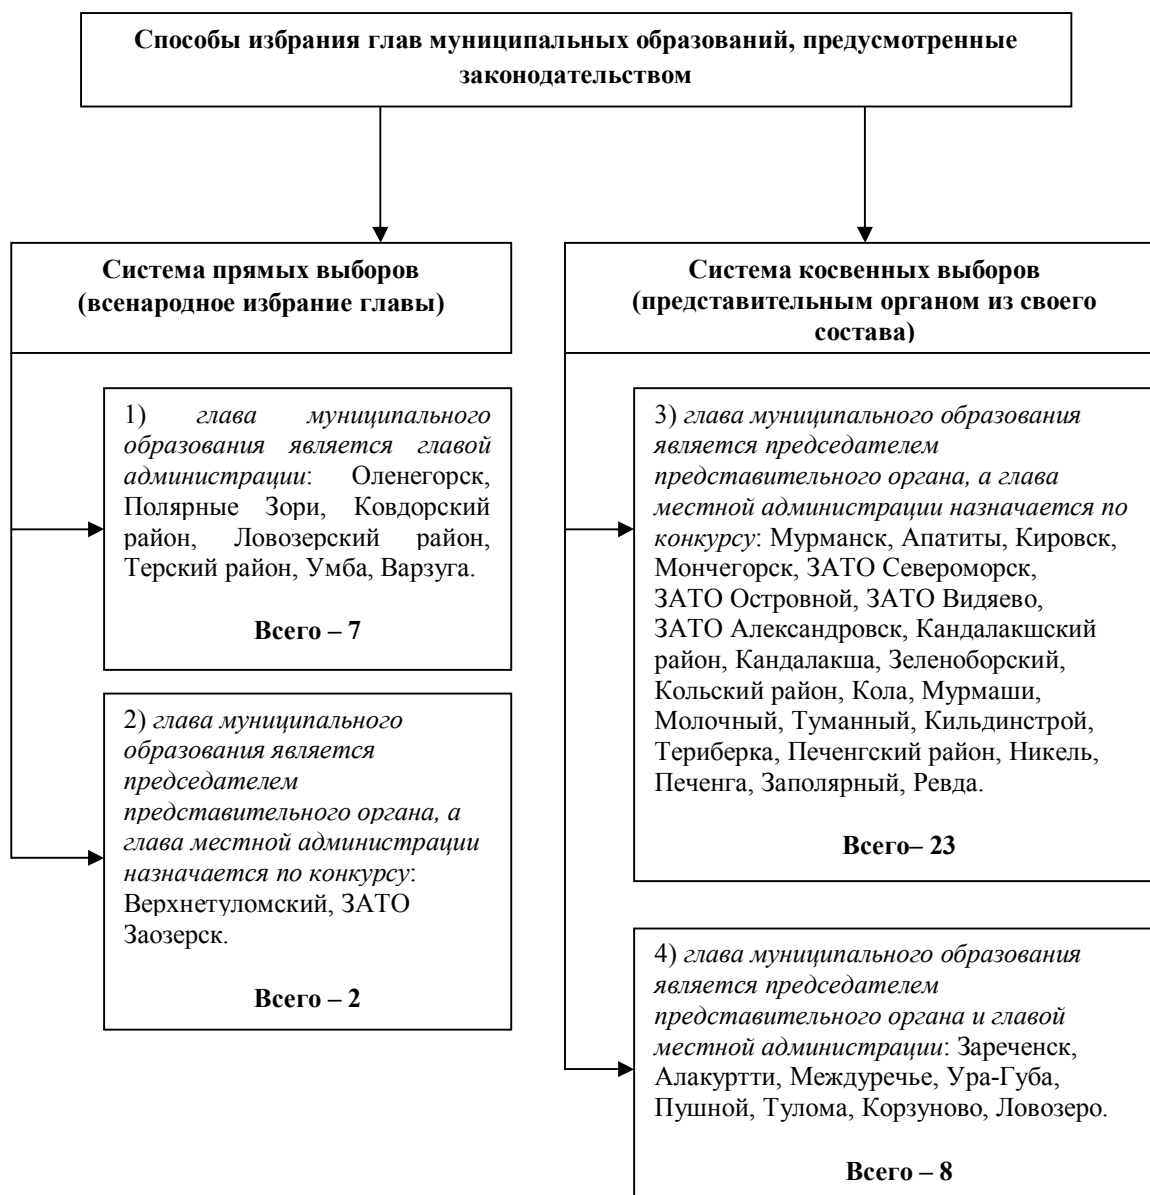 Способы избрания глав муниципальных образований, предусмотренные
законодательством
Система прямых выборов
(всенародное избрание главы)
1) глава муниципального
образования является главой
администрации: Оленегорск,
Полярные Зори, Ковдорский
район, Ловозерский район,
Терский район, Умба, Варзуга.
Всего – 7
2) глава муниципального
образования является
председателем
представительного органа, а
глава местной администрации
назначается по конкурсу:
Верхнетуломский, ЗАТО
Заозерск.
Всего – 2
Система косвенных выборов
(представительным органом из своего
состава)
3) глава муниципального образования
является председателем
представительного органа, а глава
местной администрации назначается по
конкурсу: Мурманск, Апатиты, Кировск,
Мончегорск, ЗАТО Североморск,
ЗАТО Островной, ЗАТО Видяево,
ЗАТО Александровск, Кандалакшский
район, Кандалакша, Зеленоборский,
Кольский район, Кола, Мурмаши,
Молочный, Туманный, Кильдинстрой,
Териберка, Печенгский район, Никель,
Печенга, Заполярный, Ревда.
Всего– 23
4) глава муниципального образования
является председателем
представительного органа и главой
местной администрации: Зареченск,
Алакуртти, Междуречье, Ура-Губа,
Пушной, Тулома, Корзуново, Ловозеро.
Всего – 8